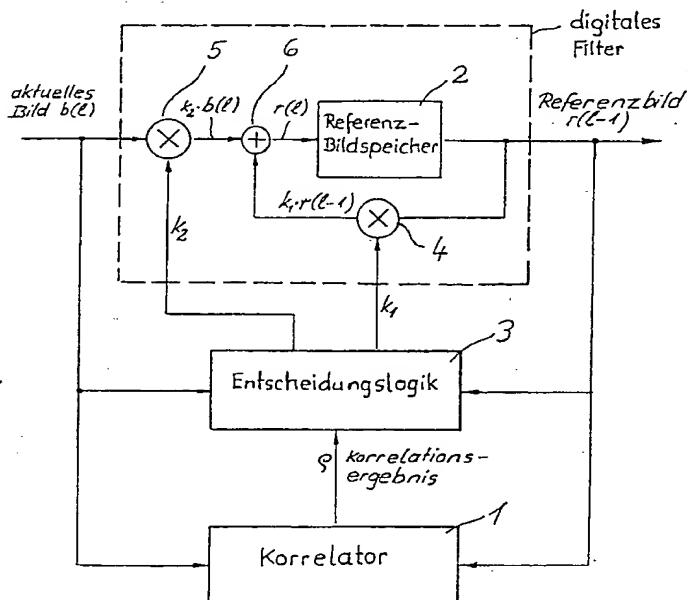 digitales
Filter
5
6
2
aktuelles
Bild b(ℓ)
k₂·b(ℓ)
r(ℓ)
Referenz-
Bildspeicher
Referenzbild
r(ℓ-1)
k₁·r(ℓ-1)
4
k₂
k₁
3
Entscheidungslogik
ρ
Korrelations-
ergebnis
1
Korrelator